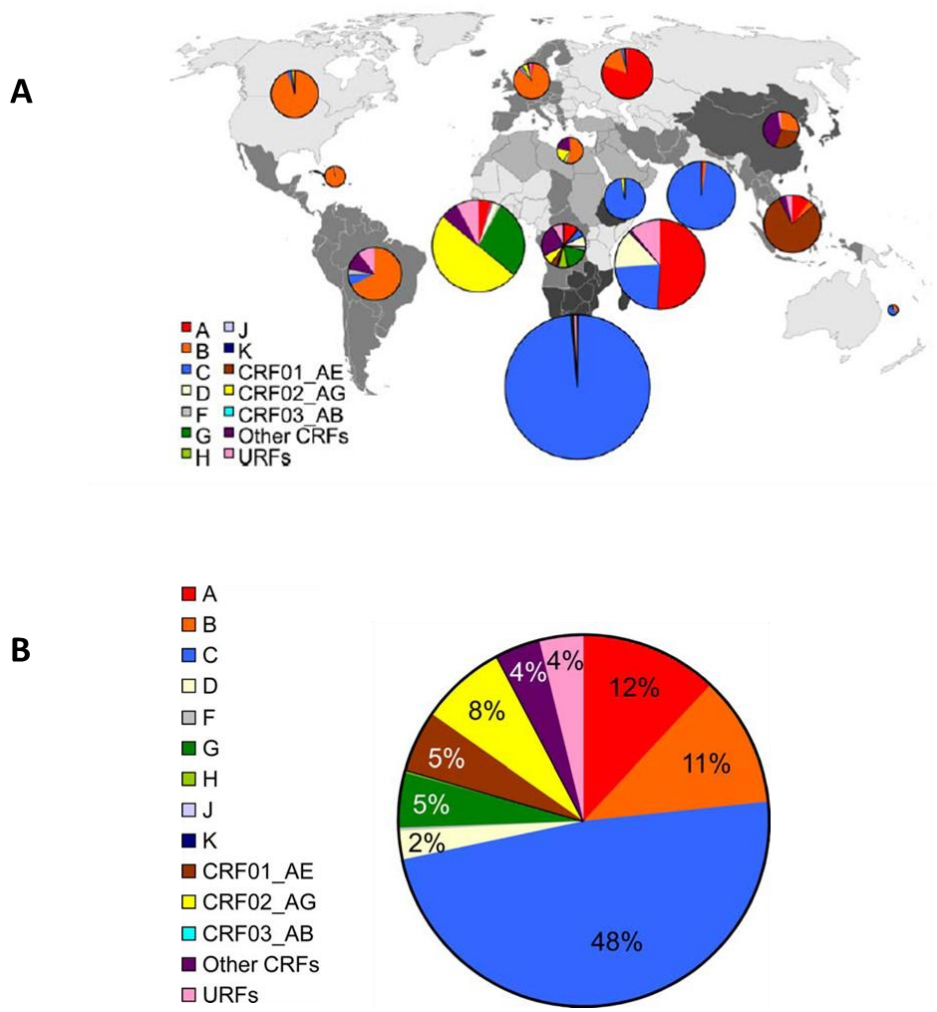 A
A J
B K
C CRF01_AE
D CRF02_AG
F CRF03_AB
G Other CRFs
H URFs
B
A
B
C
D
F
G
H
J
K
CRF01_AE
CRF02_AG
CRF03_AB
Other CRFs
URFs
4% 4%
12%
8%
11%
5%
5%
2%
48%